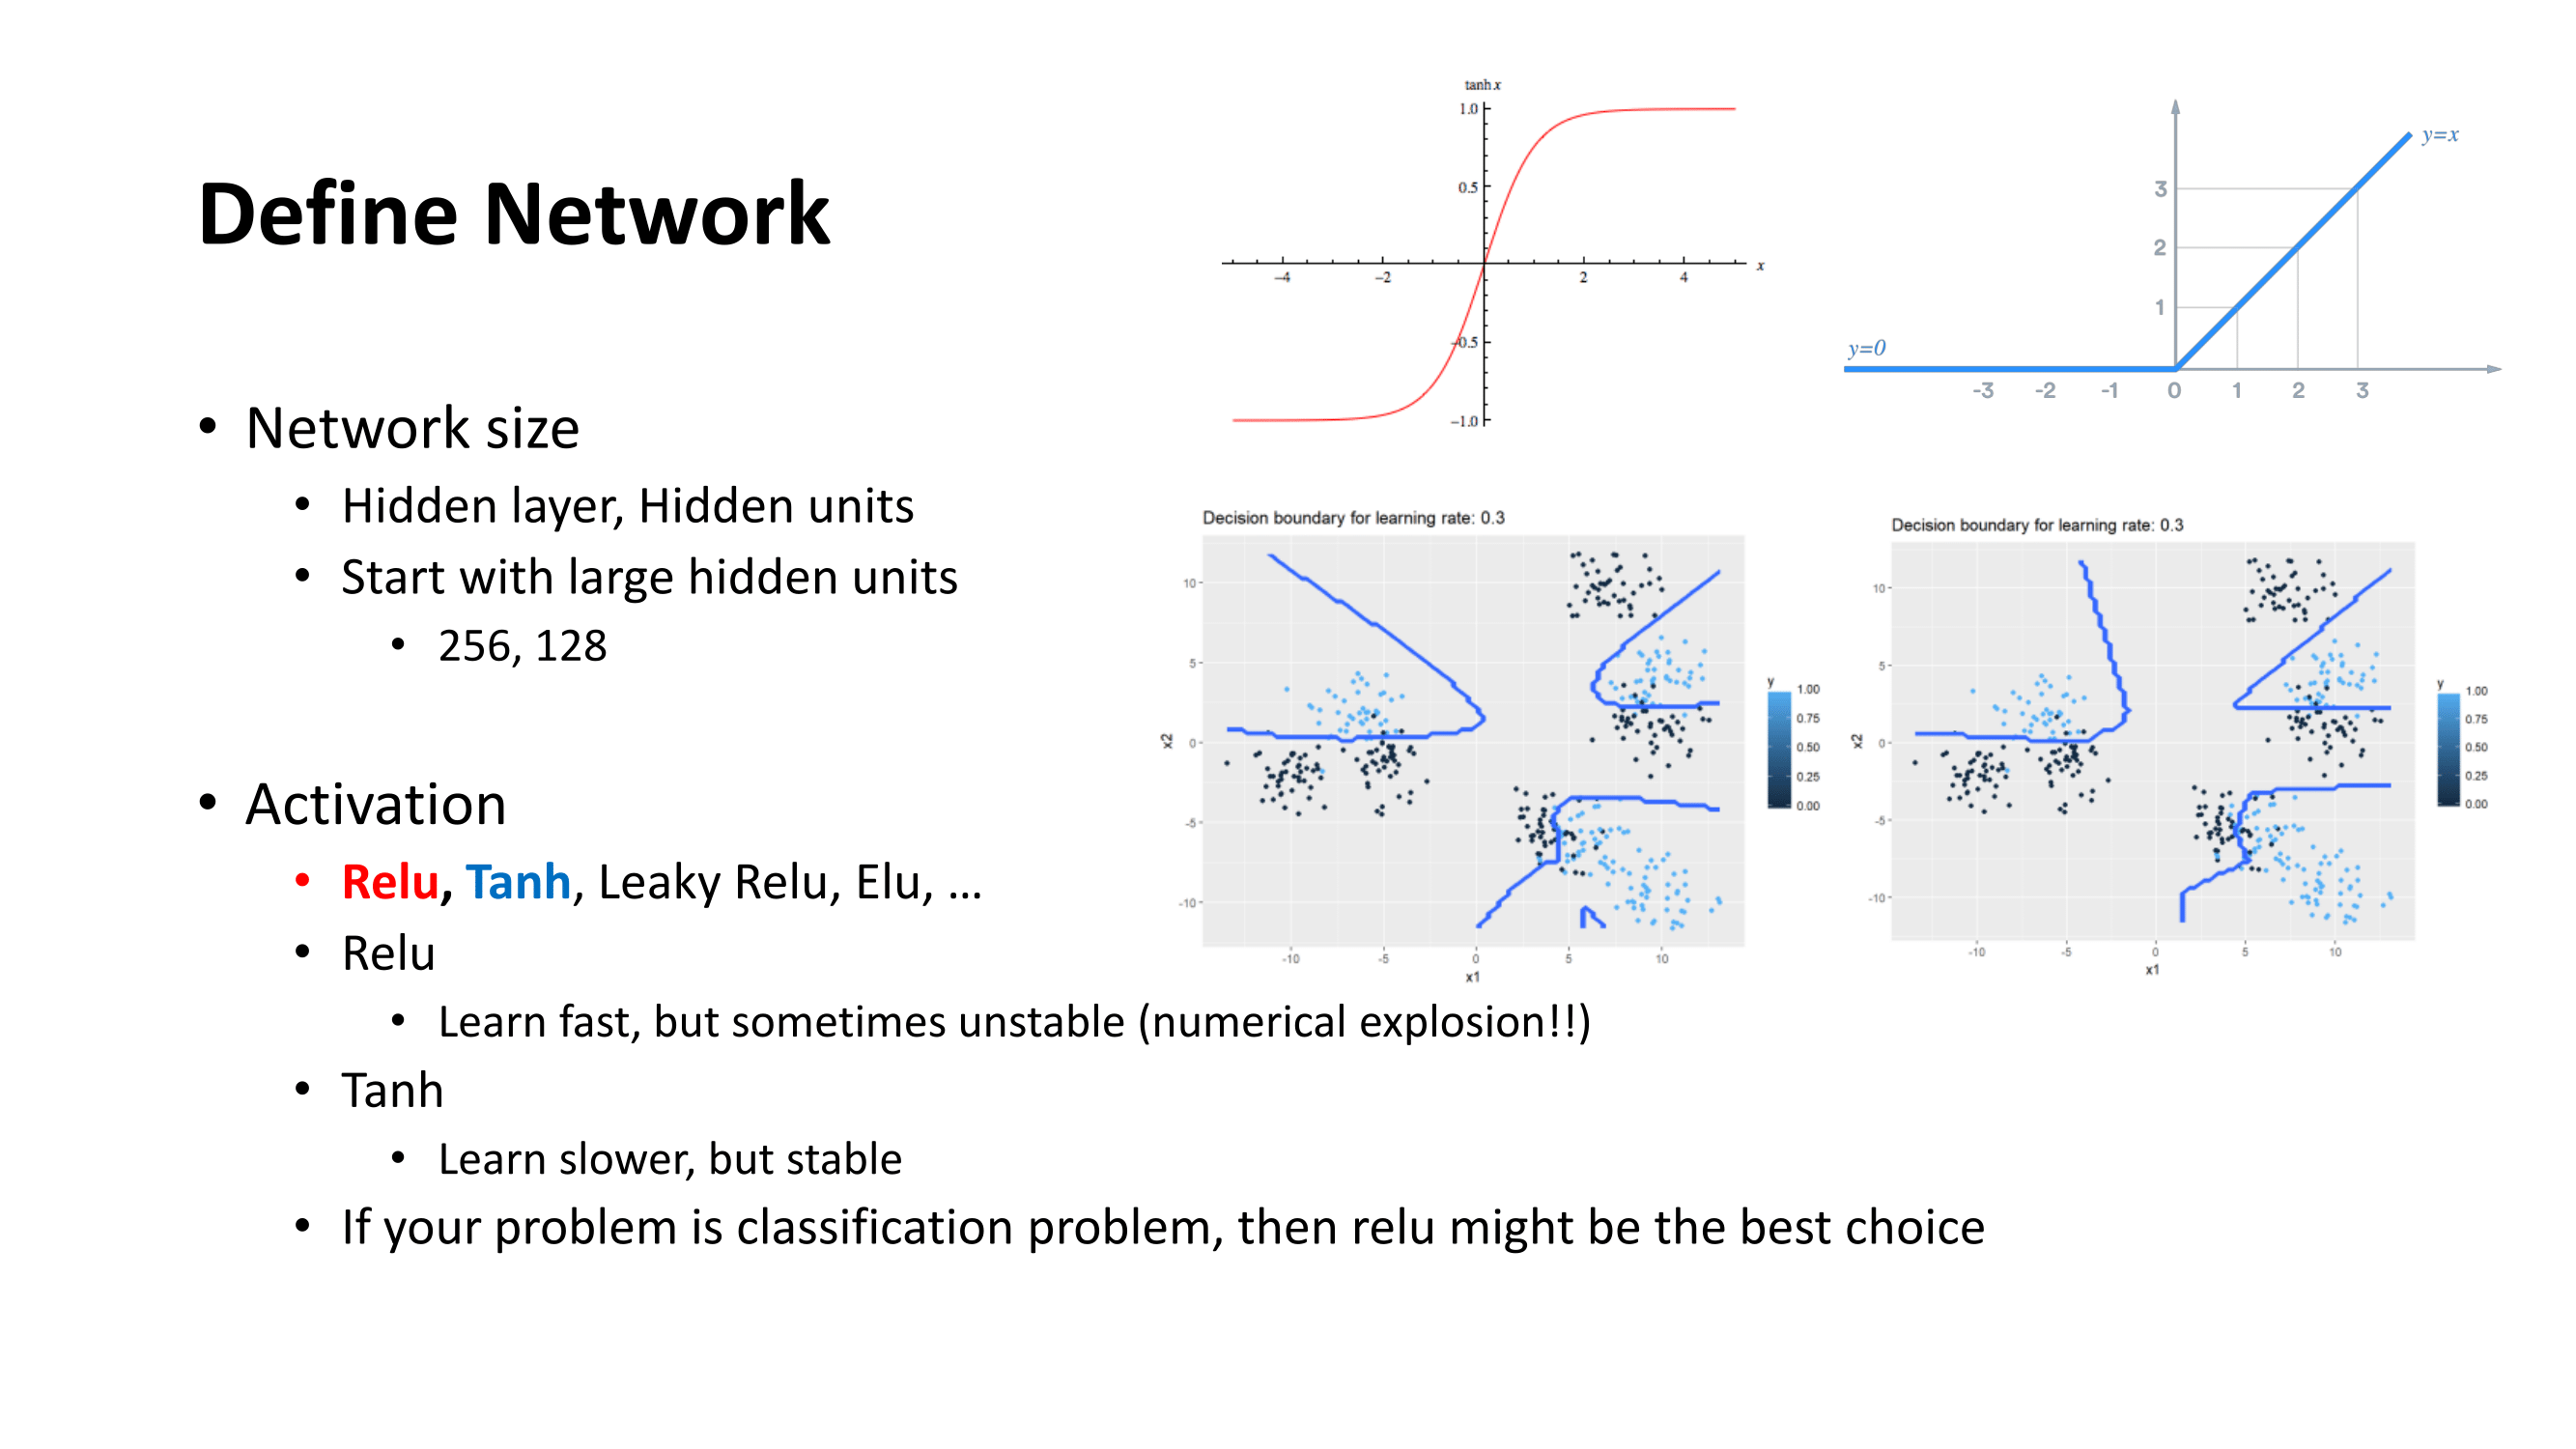 Define Network
• Network size
• Hidden layer, Hidden units
• Start with large hidden units
• 256, 128
• Activation
• Relu, Tanh, Leaky Relu, Elu, ...
• Relu
• Learn fast, but sometimes unstable (numerical explosion!!)
• Tanh
• Learn slower, but stable
• If your problem is classification problem, then relu might be the best choice
tanh x
1.0
0.5
-0.5
-1.0
-4 -2 2 4 x
y=x
3
2
1
y=0
-3 -2 -1 0 1 2 3
Decision boundary for learning rate: 0.3
10
5
0
-5
-10
x2
-10 -5 0 5 10
x1
y
1.00
0.75
0.50
0.25
0.00
Decision boundary for learning rate: 0.3
10
5
0
-5
-10
x2
-10 -5 0 5 10
x1
y
1.00
0.75
0.50
0.25
0.00